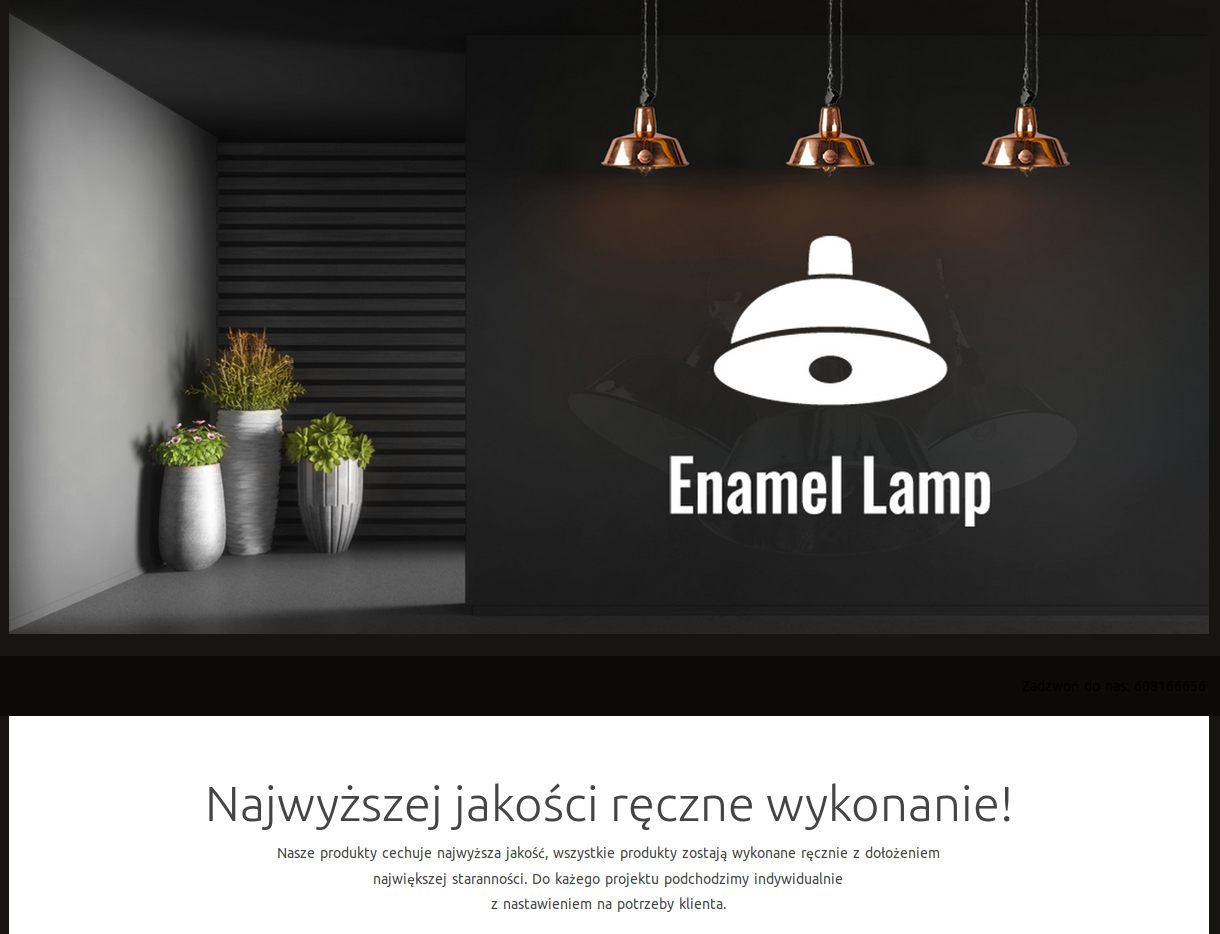 Enamel Lamp
Zadzwoń do nas: 608166656
Najwyższej jakości ręczne wykonanie!
Nasze produkty cechuje najwyższa jakość, wszystkie produkty zostają wykonane ręcznie z dołożeniem
największej staranności. Do każego projektu podchodzimy indywidualnie
z nastawieniem na potrzeby klienta.